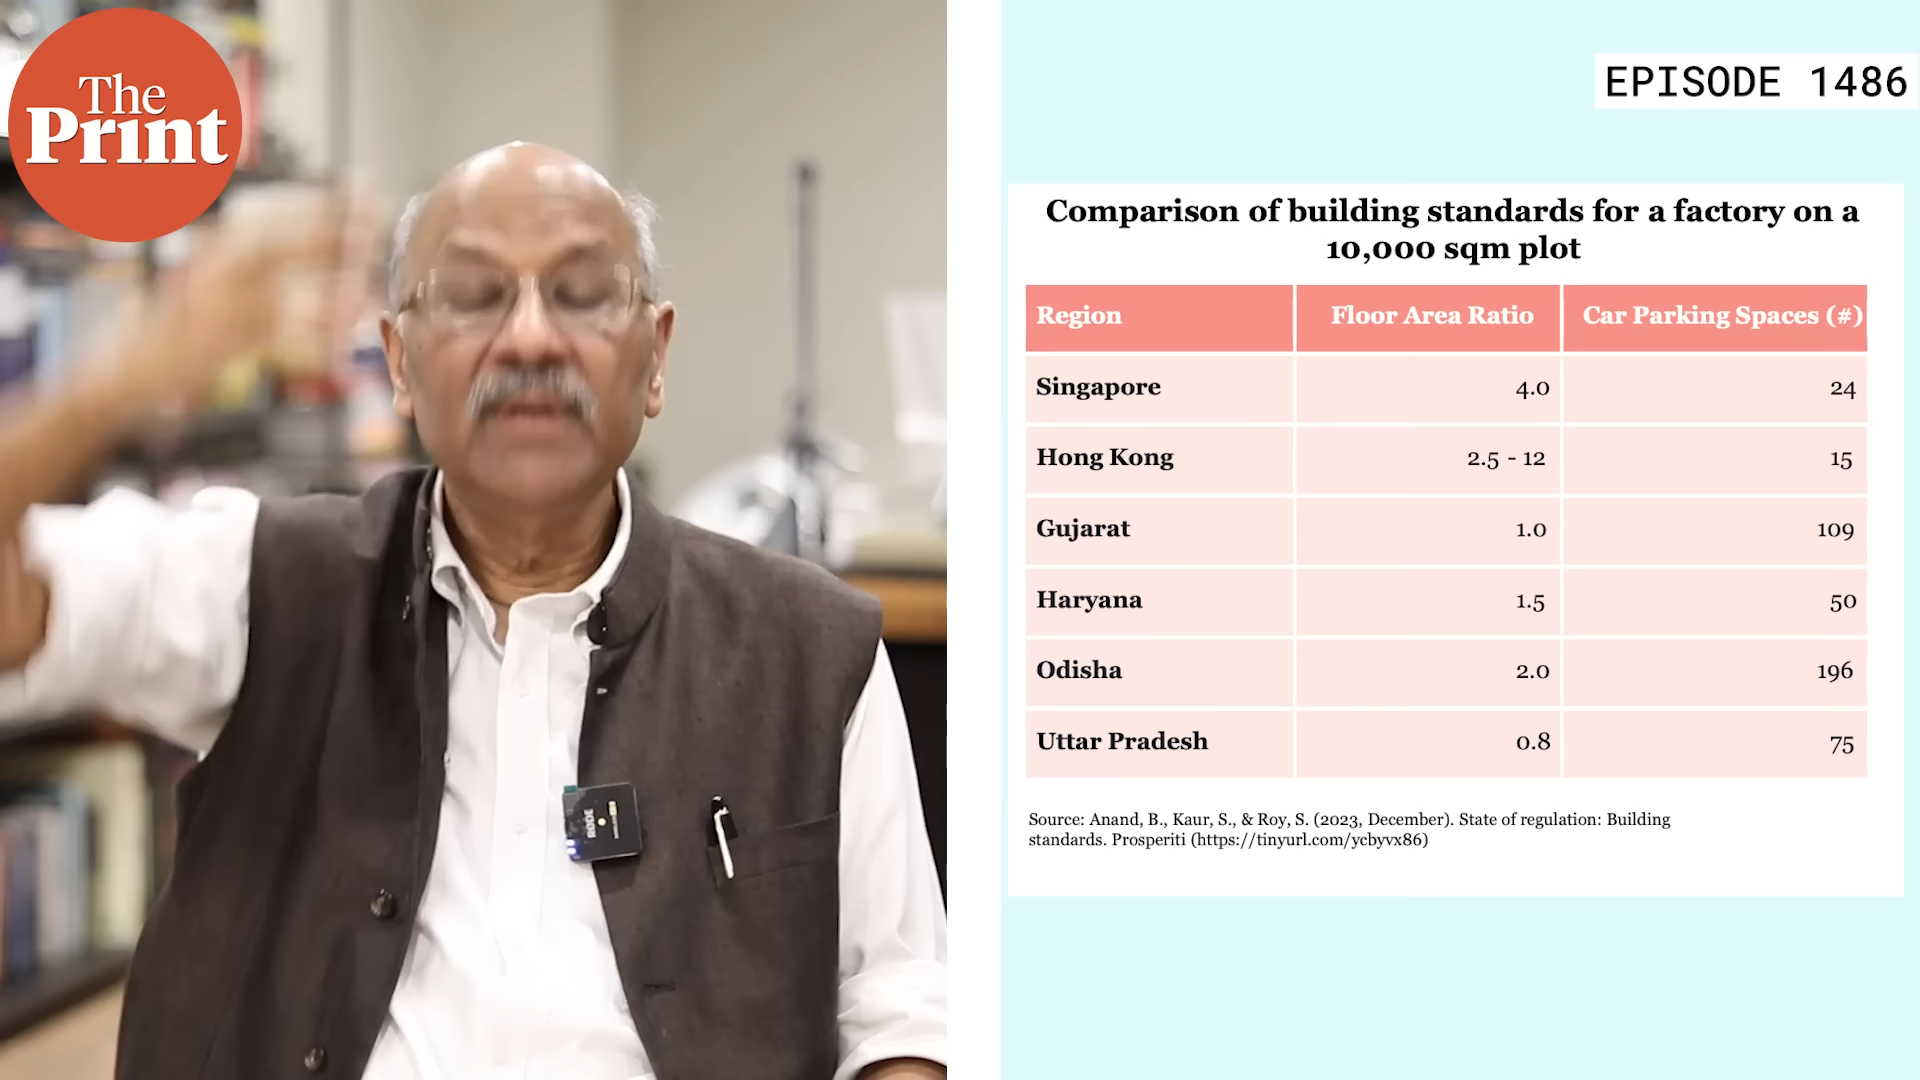 The
Print
EPISODE 1486
Comparison of building standards for a factory on a
10,000 sqm plot
Region Floor Area Ratio Car Parking Spaces (#)
Singapore 4.0 24
Hong Kong 2.5 - 12 15
Gujarat 1.0 109
Haryana 1.5 50
Odisha 2.0 196
Uttar Pradesh 0.8 75
Source: Anand, B., Kaur, S., & Roy, S. (2023, December). State of regulation: Building
standards. Prosperiti (https://tinyurl.com/ycbyvx86)
RØDE